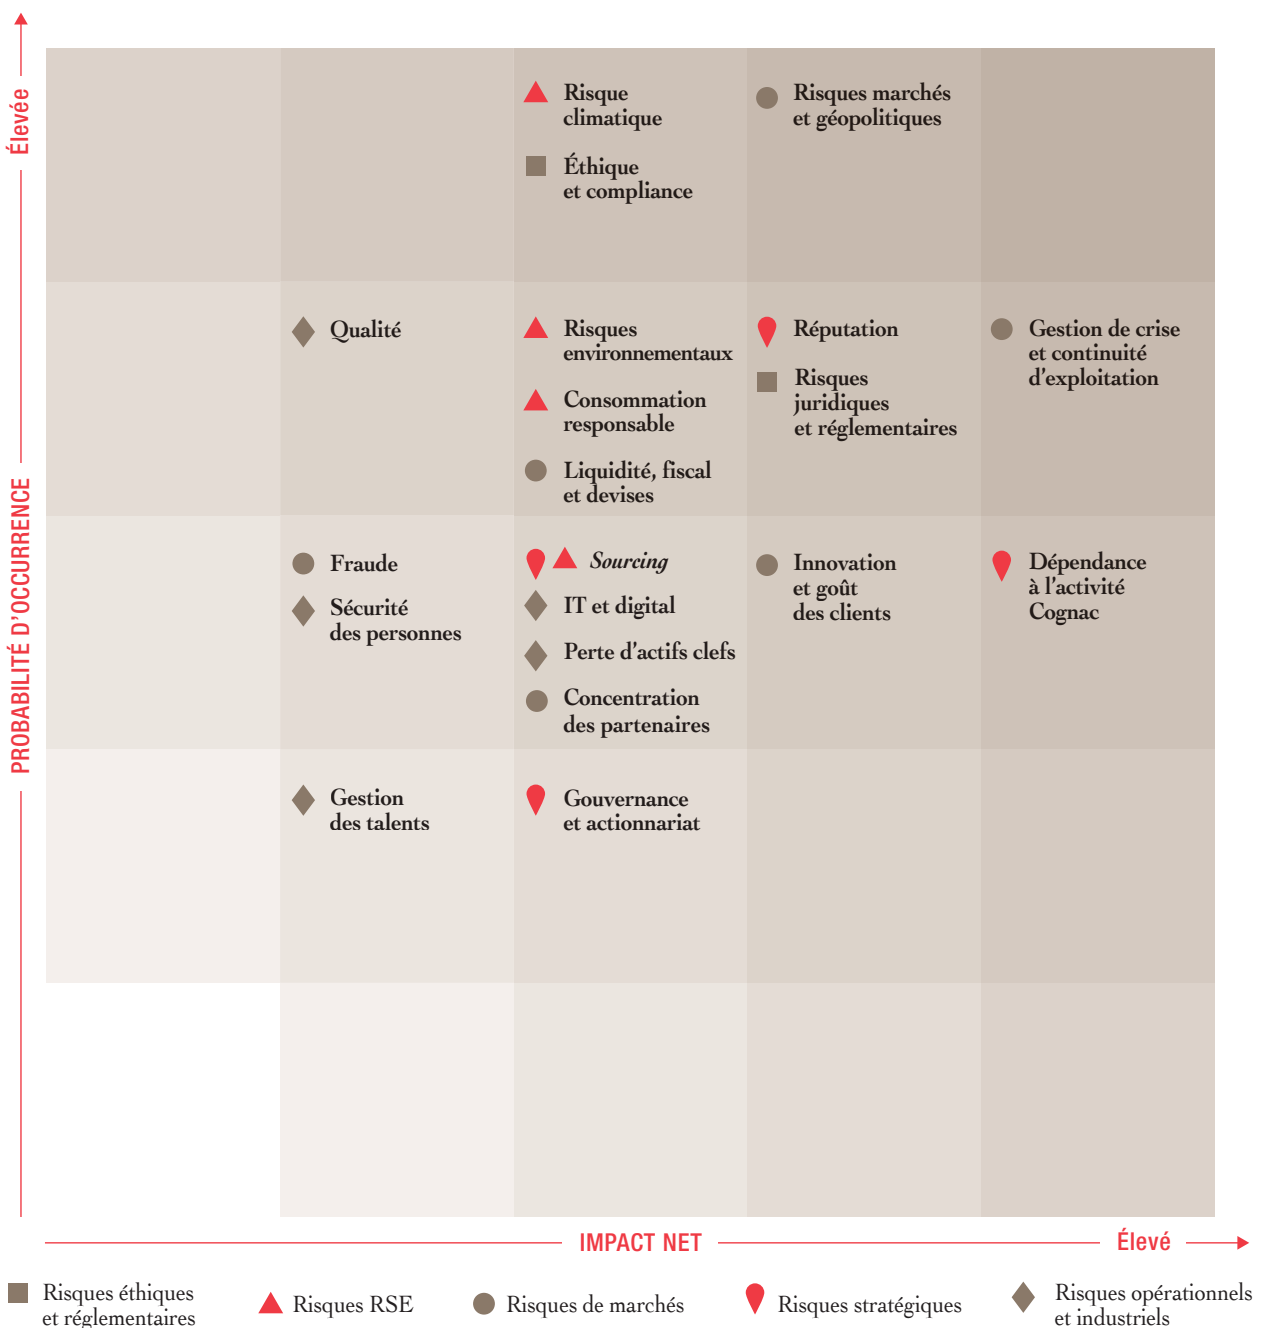 Élevée
PROBABILITÉ D'OCCURRENCE
Risque
climatique
Éthique
et compliance
Risques marchés
et géopolitiques
Qualité
Risques
environnementaux
Consommation
responsable
Liquidité, fiscal
et devises
Réputation
Risques
juridiques
et réglementaires
Gestion de crise
et continuité
d'exploitation
Fraude
Sécurité
des personnes
Sourcing
IT et digital
Perte d'actifs clefs
Concentration
des partenaires
Innovation
et goût
des clients
Dépendance
à l'activité
Cognac
Gestion
des talents
Gouvernance
et actionnariat
IMPACT NET
Élevé
Risques éthiques
et réglementaires
Risques RSE
Risques de marchés
Risques stratégiques
Risques opérationnels
et industriels